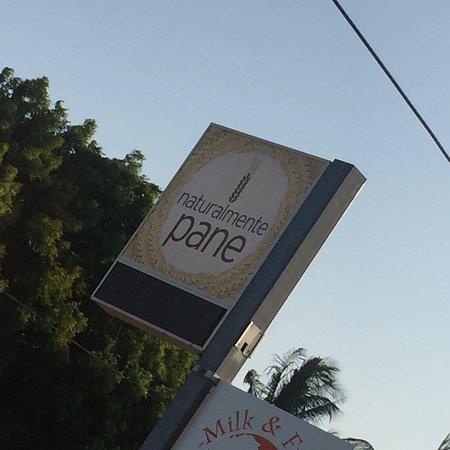 naturalmente
pane
Milk &